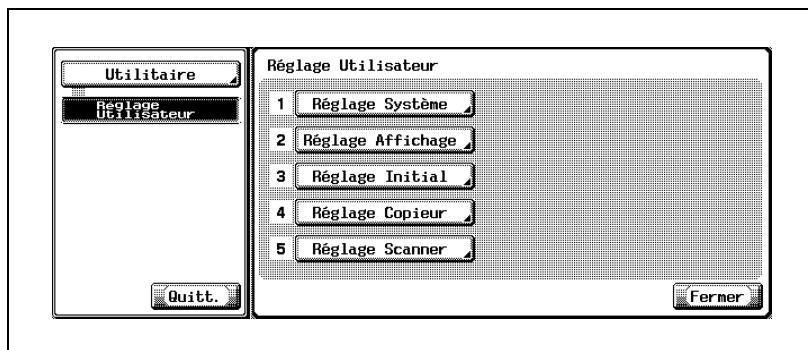 Utilitaire
Réglage
Utilisateur
Quitt.
Réglage Utilisateur
1 Réglage Système
2 Réglage Affichage
3 Réglage Initial
4 Réglage Copieur
5 Réglage Scanner
Fermer